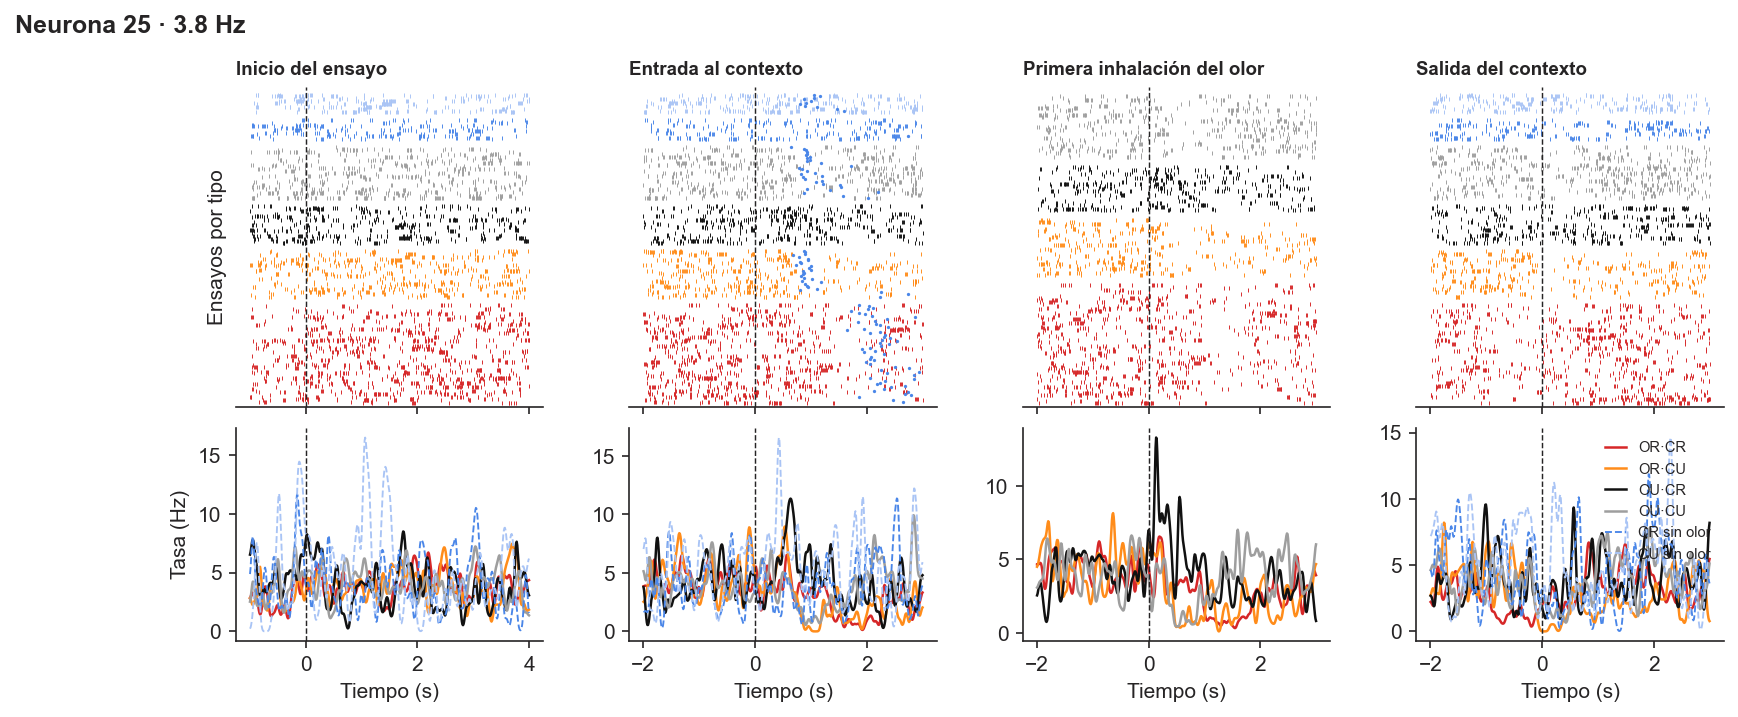 Neurona 25 · 3.8 Hz
Inicio del ensayo
Entrada al contexto
Primera inhalación del olor
Salida del contexto
Ensayos por tipo
Tasa (Hz)
15
10
5
0
0
2
4
Tiempo (s)
15
10
5
0
−2
0
2
Tiempo (s)
10
5
0
−2
0
2
Tiempo (s)
15
10
5
0
−2
0
2
Tiempo (s)
OR·CR
OR·CU
OU·CR
OU·CU
CR sin olor
CU sin olor